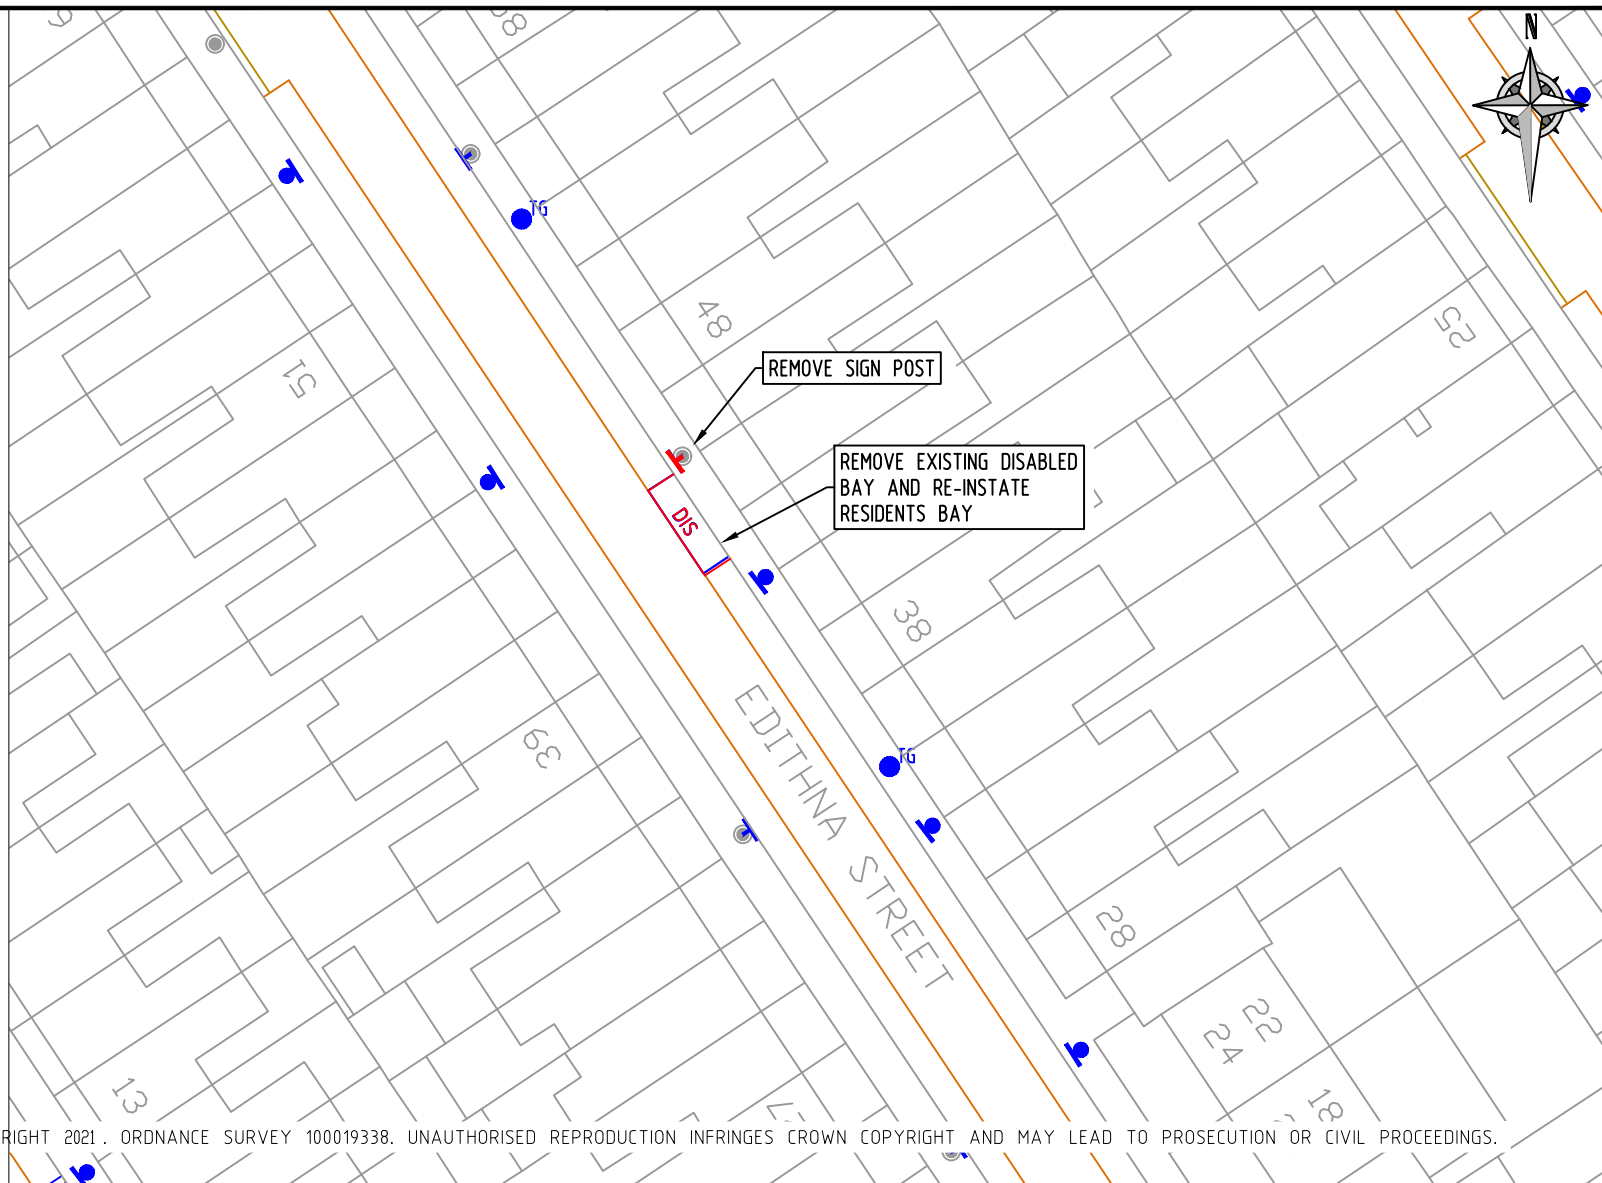 N
48
51
REMOVE SIGN POST
REMOVE EXISTING DISABLED
BAY AND RE-INSTATE
RESIDENTS BAY
DIS
TG
25
38
39
EDITHNA STREET
TG
28
22
24
18
13
RIGHT 2021. ORDNANCE SURVEY 100019338. UNAUTHORISED REPRODUCTION INFRINGES CROWN COPYRIGHT AND MAY LEAD TO PROSECUTION OR CIVIL PROCEEDINGS.